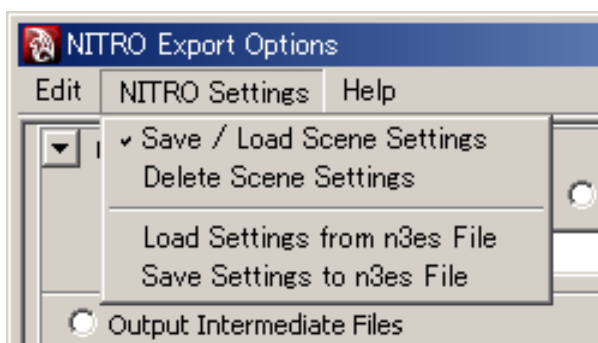 NITRO Export Options
Edit NITRO Settings Help
Save / Load Scene Settings
Delete Scene Settings
Load Settings from n3es File
Save Settings to n3es File
Output Intermediate Files